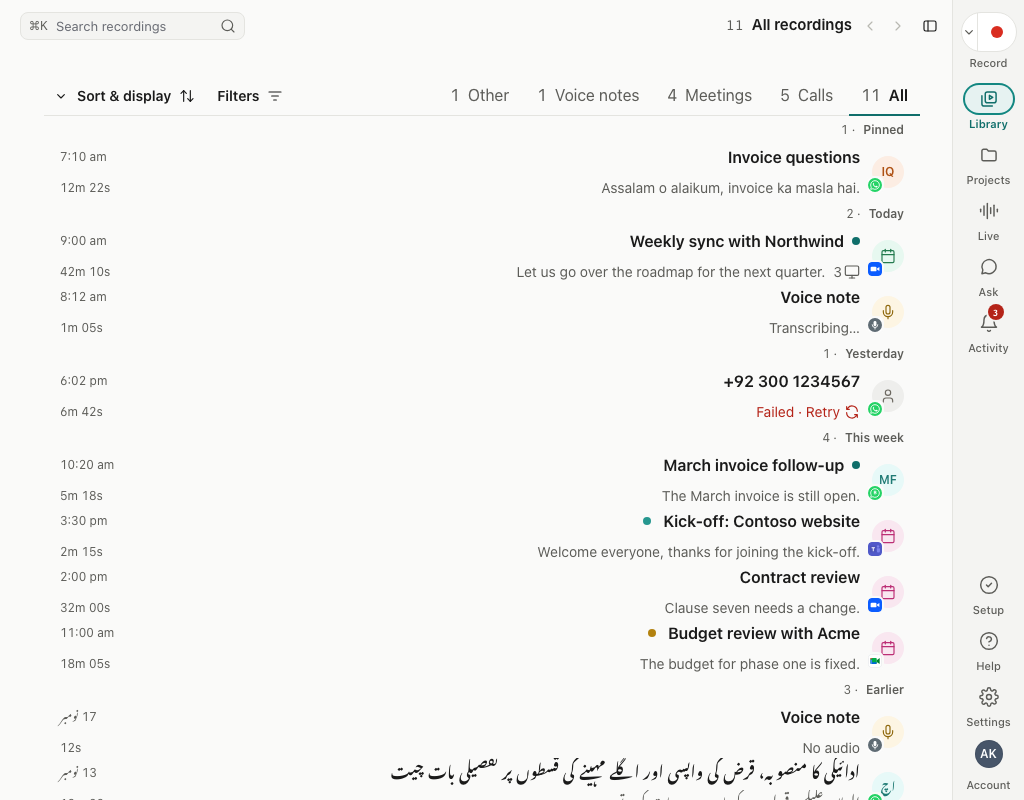 ⌘K Search recordings
11 All recordings
Record
Sort & display
Filters
1 Other
1 Voice notes
4 Meetings
5 Calls
11 All
Library
1 · Pinned
7:10 am
Invoice questions
IQ
12m 22s
Assalam o alaikum, invoice ka masla hai.
Projects
2 · Today
9:00 am
Weekly sync with Northwind
Live
42m 10s
Let us go over the roadmap for the next quarter. 3
8:12 am
Voice note
Ask
1m 05s
Transcribing...
3
Activity
1 · Yesterday
6:02 pm
+92 300 1234567
6m 42s
Failed · Retry
4 · This week
10:20 am
March invoice follow-up
MF
5m 18s
The March invoice is still open.
3:30 pm
Kick-off: Contoso website
2m 15s
Welcome everyone, thanks for joining the kick-off.
2:00 pm
Contract review
32m 00s
Clause seven needs a change.
Setup
11:00 am
Budget review with Acme
18m 05s
The budget for phase one is fixed.
Help
3 · Earlier
17 نومبر
Voice note
Settings
12s
No audio
AK
13 نومبر
ادائیگی کا منصوبہ، قرض کی واپسی اور اگلے مہینے کی قسطوں پر تفصیلی بات چیت
اچ
Account